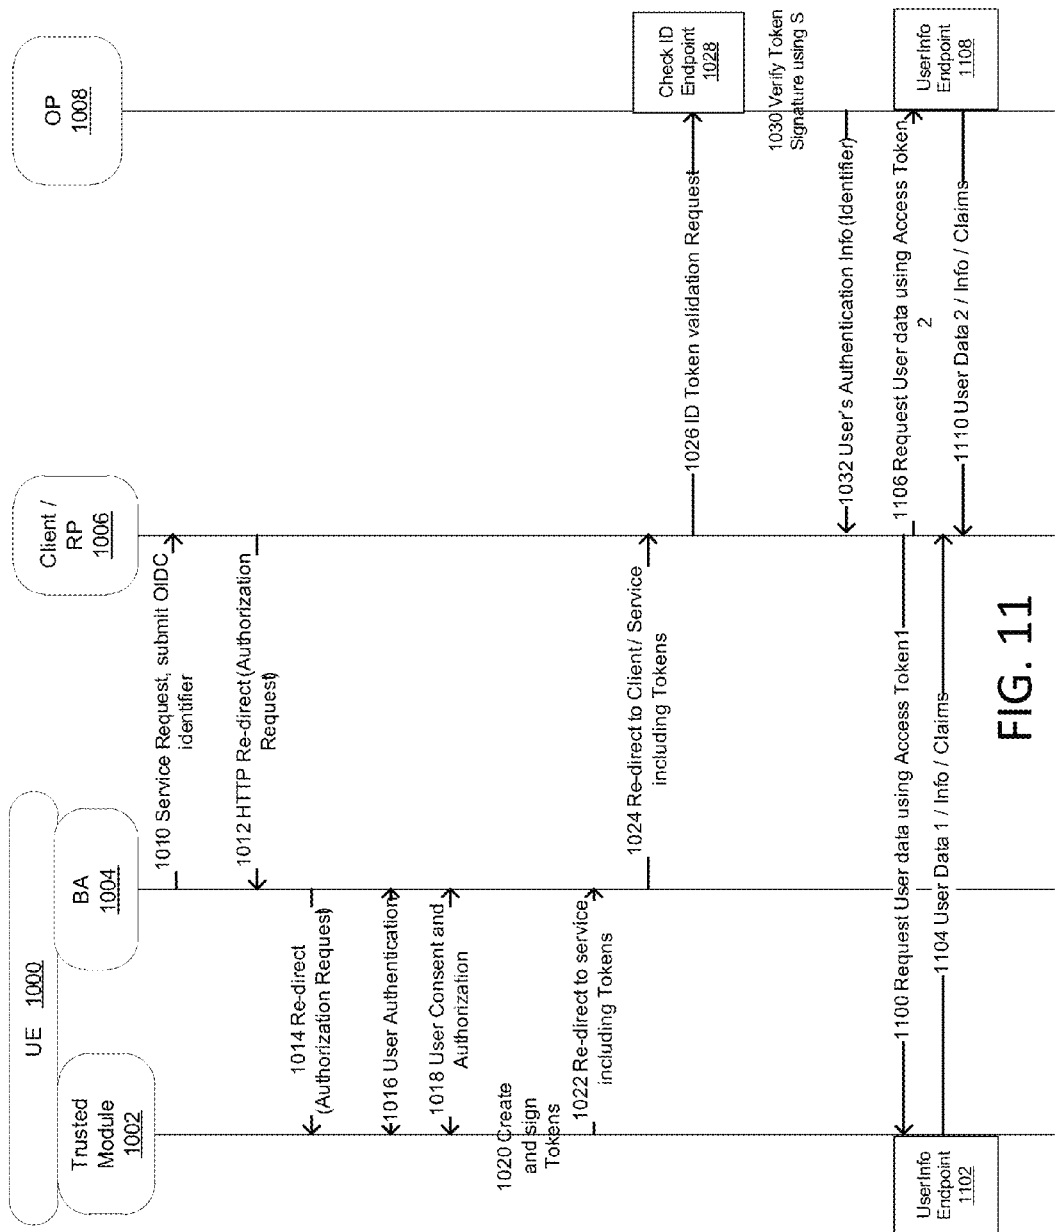 UE 1000
Trusted
Module
1002
BA
1004
Client /
RP
1006
OP
1008
1010 Service Request, submit OIDC
identifier
1012 HTTP Re-direct (Authorization
Request)
1014 Re-direct
(Authorization Request)
1016 User Authentication
1018 User Consent and
Authorization
1020 Create
and sign
Tokens
1022 Re-direct to service
including Tokens
1024 Re-direct to Client / Service
including Tokens
1026 ID Token validation Request
Check ID
Endpoint
1028
1030 Verify Token
Signature using S
1032 User's Authentication Info (Identifier)
1100 Request User data using Access Token1
UserInfo
Endpoint
1102
1104 User Data 1 / Info / Claims
1106 Request User data using Access Token
2
UserInfo
Endpoint
1108
1110 User Data 2 / Info / Claims
FIG. 11